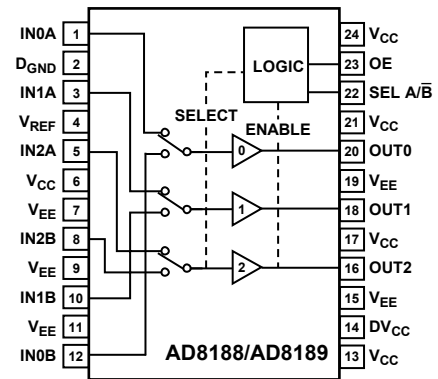 IN0A 1
DGND 2
IN1A 3
VREF 4
IN2A 5
VCC 6
VEE 7
IN2B 8
VEE 9
IN1B 10
VEE 11
IN0B 12
24 VCC
23 OE
22 SEL A/B̅
21 VCC
20 OUT0
19 VEE
18 OUT1
17 VCC
16 OUT2
15 VEE
14 DVCC
13 VCC
LOGIC
SELECT
ENABLE
0
1
2
AD8188/AD8189